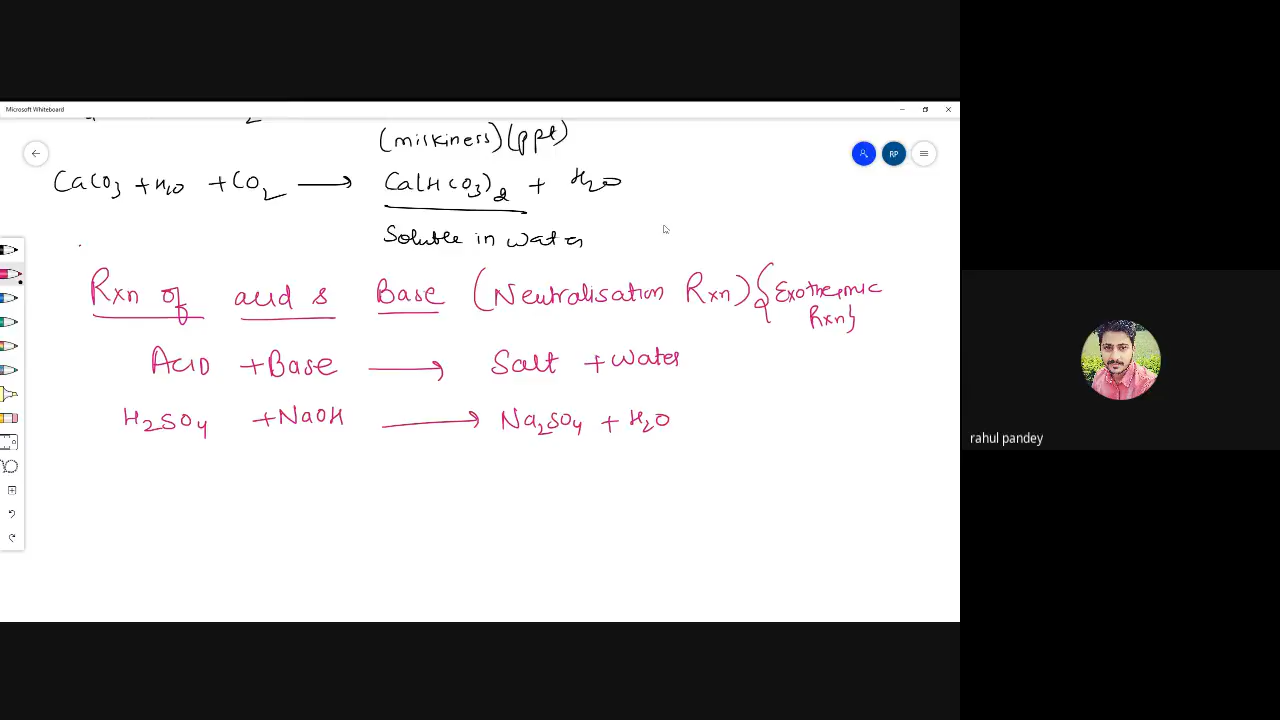 Microsoft Whiteboard
(milkiness) (ppt)
RP
CaCO3 + H2O + CO2 ⟶ Ca(HCO3)2 + H2O
Soluble in water
Rxn of acid & Base (Neutralisation Rxn) {Exothermic
Rxn}
ACID + Base ⟶ Salt + water
H2SO4 + NaOH ⟶ Na2SO4 + H2O
rahul pandey